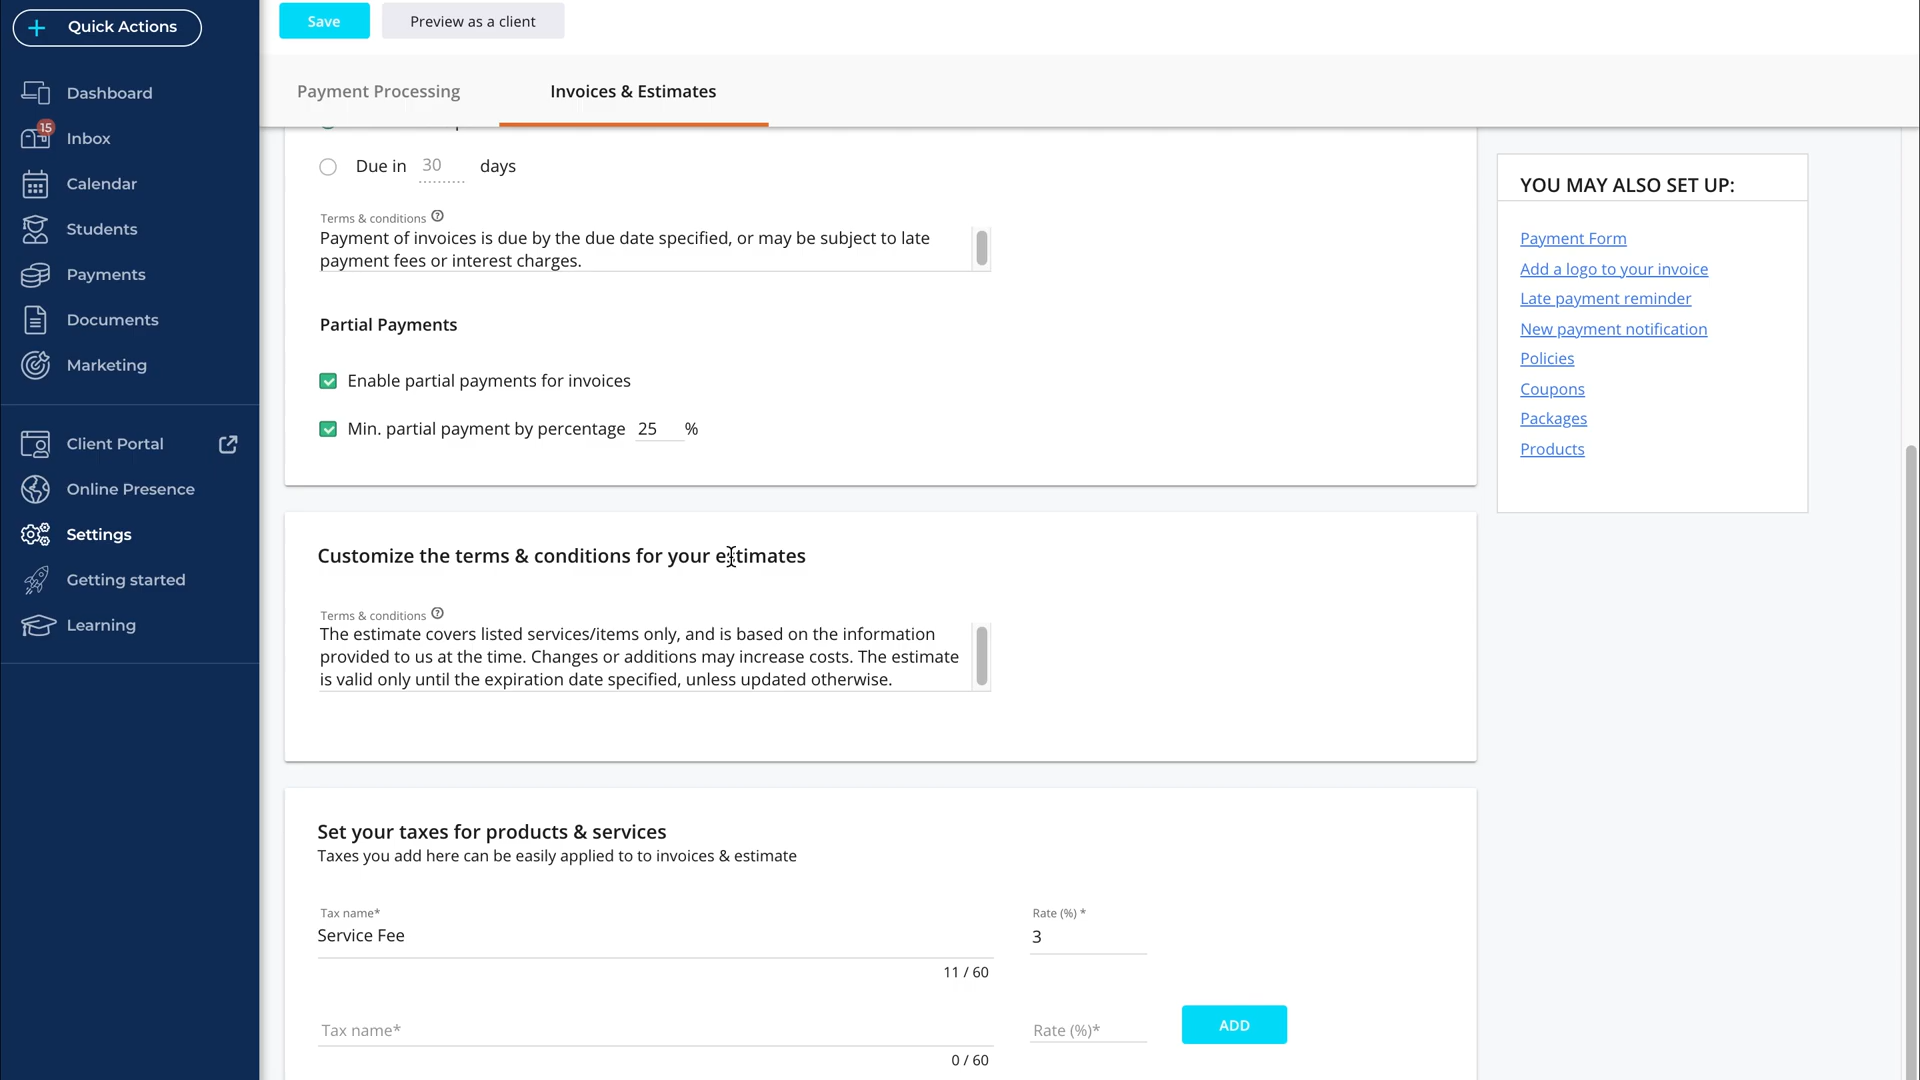 Quick Actions
Dashboard
15
Inbox
Calendar
Students
Payments
Documents
Marketing
Client Portal
Online Presence
Settings
Getting started
Learning
Save
Preview as a client
Payment Processing
Invoices & Estimates
Due in 30 days
Terms & conditions
Payment of invoices is due by the due date specified, or may be subject to late
payment fees or interest charges.
Partial Payments
Enable partial payments for invoices
Min. partial payment by percentage 25 %
Customize the terms & conditions for your estimates
Terms & conditions
The estimate covers listed services/items only, and is based on the information
provided to us at the time. Changes or additions may increase costs. The estimate
is valid only until the expiration date specified, unless updated otherwise.
Set your taxes for products & services
Taxes you add here can be easily applied to to invoices & estimate
Tax name*
Service Fee
11 / 60
Rate (%) *
3
Tax name*
0 / 60
Rate (%)*
ADD
YOU MAY ALSO SET UP:
Payment Form
Add a logo to your invoice
Late payment reminder
New payment notification
Policies
Coupons
Packages
Products